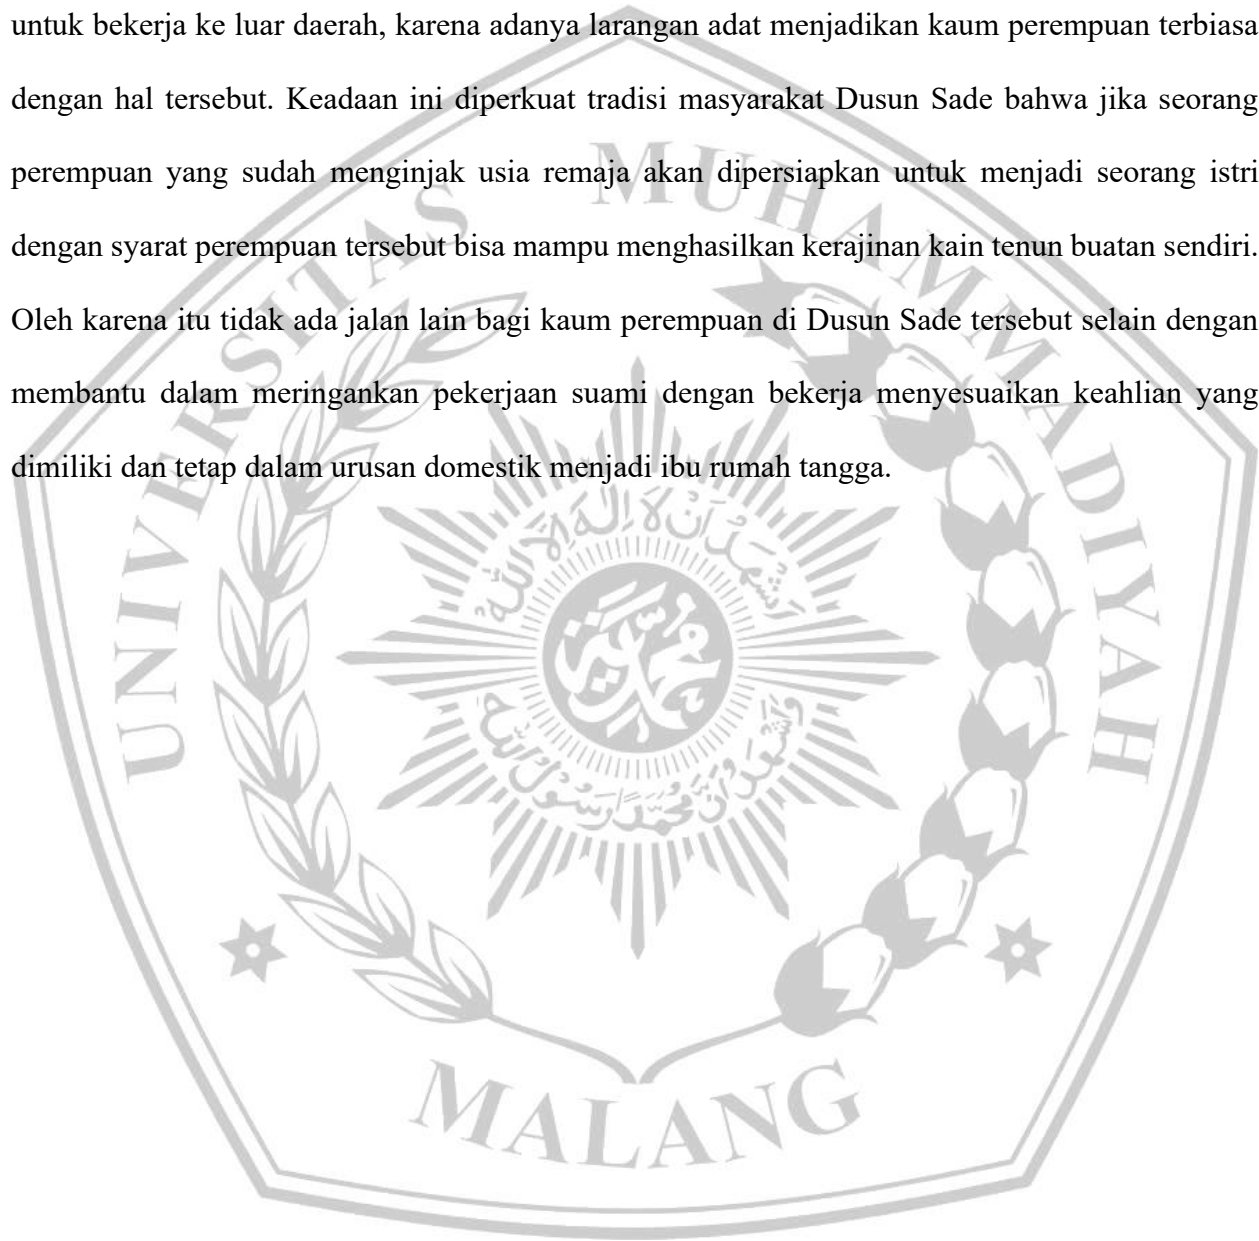 untuk bekerja ke luar daerah, karena adanya larangan adat menjadikan kaum perempuan terbiasa
dengan hal tersebut. Keadaan ini diperkuat tradisi masyarakat Dusun Sade bahwa jika seorang
perempuan yang sudah menginjak usia remaja akan dipersiapkan untuk menjadi seorang istri
dengan syarat perempuan tersebut bisa mampu menghasilkan kerajinan kain tenun buatan sendiri.
Oleh karena itu tidak ada jalan lain bagi kaum perempuan di Dusun Sade tersebut selain dengan
membantu dalam meringankan pekerjaan suami dengan bekerja menyesuaikan keahlian yang
dimiliki dan tetap dalam urusan domestik menjadi ibu rumah tangga.
UNIVERSITAS MUHAMMADIYAH
MALANG